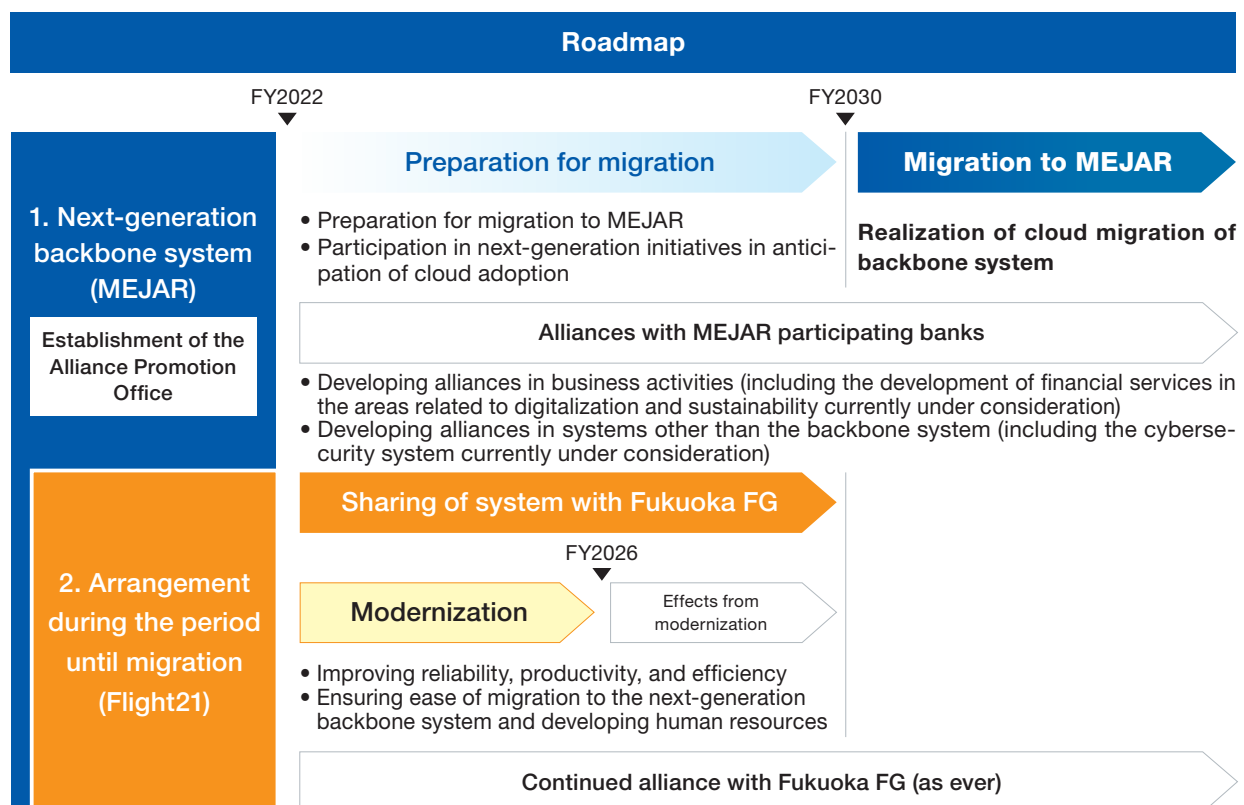 Roadmap
FY2022
FY2030
1. Next-generation
backbone system
(MEJAR)
Establishment of the
Alliance Promotion
Office
Preparation for migration
Migration to MEJAR
• Preparation for migration to MEJAR
• Participation in next-generation initiatives in antici-
pation of cloud adoption
Realization of cloud migration of
backbone system
Alliances with MEJAR participating banks
• Developing alliances in business activities (including the development of financial services in
the areas related to digitalization and sustainability currently under consideration)
• Developing alliances in systems other than the backbone system (including the cyberse-
curity system currently under consideration)
2. Arrangement
during the period
until migration
(Flight21)
Sharing of system with Fukuoka FG
FY2026
Modernization
Effects from
modernization
• Improving reliability, productivity, and efficiency
• Ensuring ease of migration to the next-generation
backbone system and developing human resources
Continued alliance with Fukuoka FG (as ever)